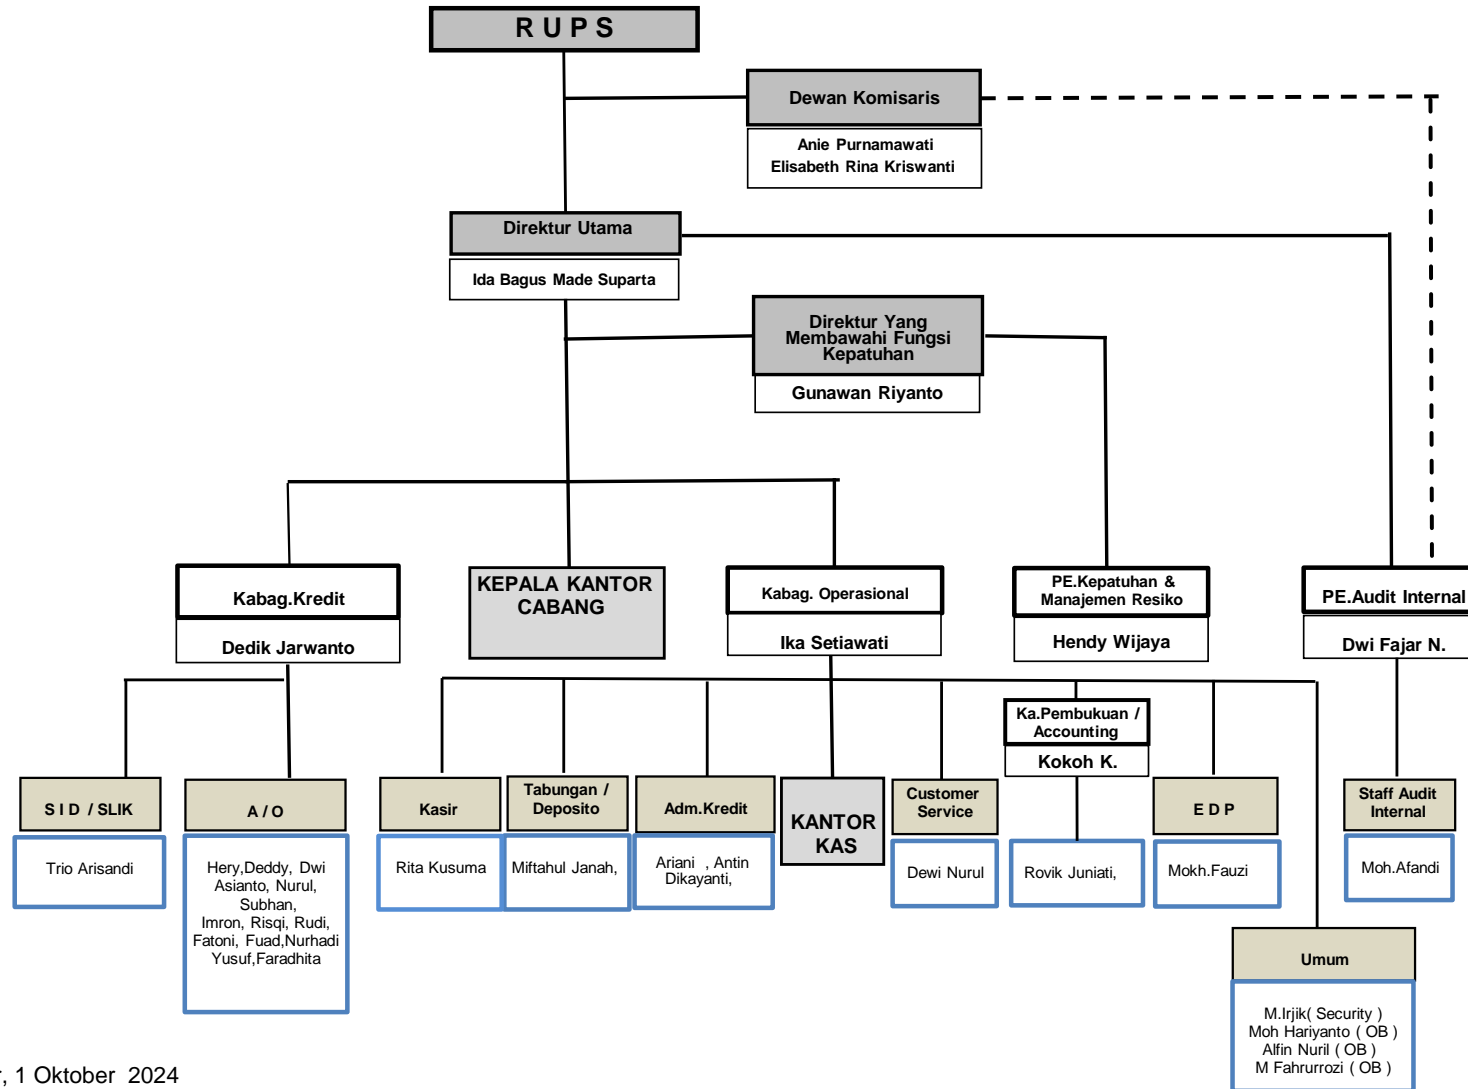 R U P S
Dewan Komisaris
Anie Purnamawati
Elisabeth Rina Kriswanti
Direktur Utama
Ida Bagus Made Suparta
Direktur Yang
Membawahi Fungsi
Kepatuhan
Gunawan Riyanto
Kabag.Kredit
Dedik Jarwanto
KEPALA KANTOR
CABANG
Kabag. Operasional
Ika Setiawati
PE.Kepatuhan &
Manajemen Resiko
Hendy Wijaya
PE.Audit Internal
Dwi Fajar N.
Ka.Pembukuan /
Accounting
Kokoh K.
S I D / SLIK
Trio Arisandi
A / O
Hery,Deddy, Dwi
Asianto, Nurul,
Subhan,
Imron, Risqi, Rudi,
Fatoni, Fuad,Nurhadi
Yusuf,Faradhita
Kasir
Rita Kusuma
Tabungan /
Deposito
Miftahul Janah,
Adm.Kredit
Ariani , Antin
Dikayanti,
KANTOR
KAS
Customer
Service
Dewi Nurul
Rovik Juniati,
E D P
Mokh.Fauzi
Staff Audit
Internal
Moh.Afandi
Umum
M.Irjik( Security )
Moh Hariyanto ( OB )
Alfin Nuril ( OB )
M Fahrurrozi ( OB )
, 1 Oktober 2024